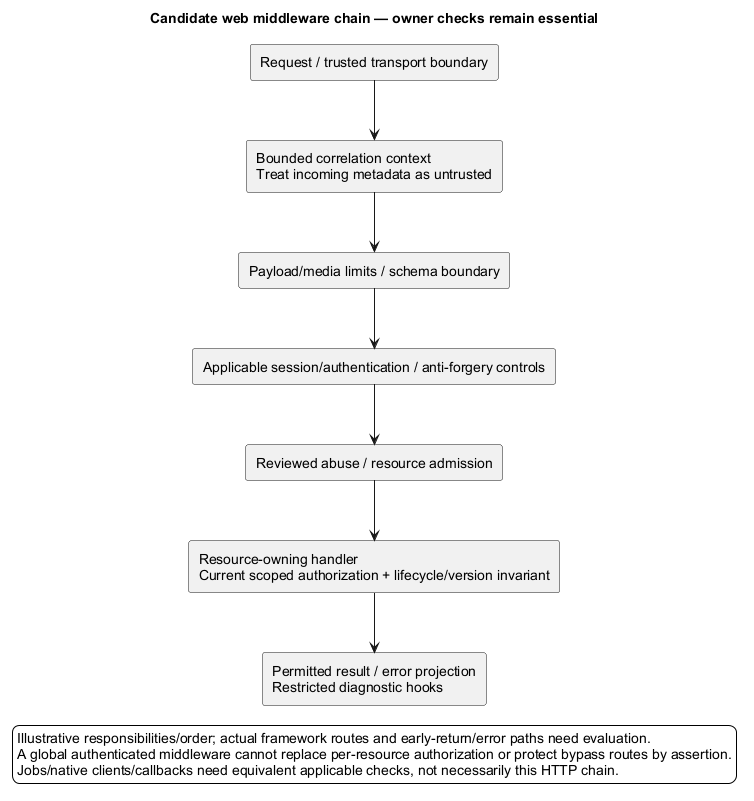 Candidate web middleware chain — owner checks remain essential
Request / trusted transport boundary
Bounded correlation context
Treat incoming metadata as untrusted
Payload/media limits / schema boundary
Applicable session/authentication / anti-forgery controls
Reviewed abuse / resource admission
Resource-owning handler
Current scoped authorization + lifecycle/version invariant
Permitted result / error projection
Restricted diagnostic hooks
Illustrative responsibilities/order; actual framework routes and early-return/error paths need evaluation.
A global authenticated middleware cannot replace per-resource authorization or protect bypass routes by assertion.
Jobs/native clients/callbacks need equivalent applicable checks, not necessarily this HTTP chain.